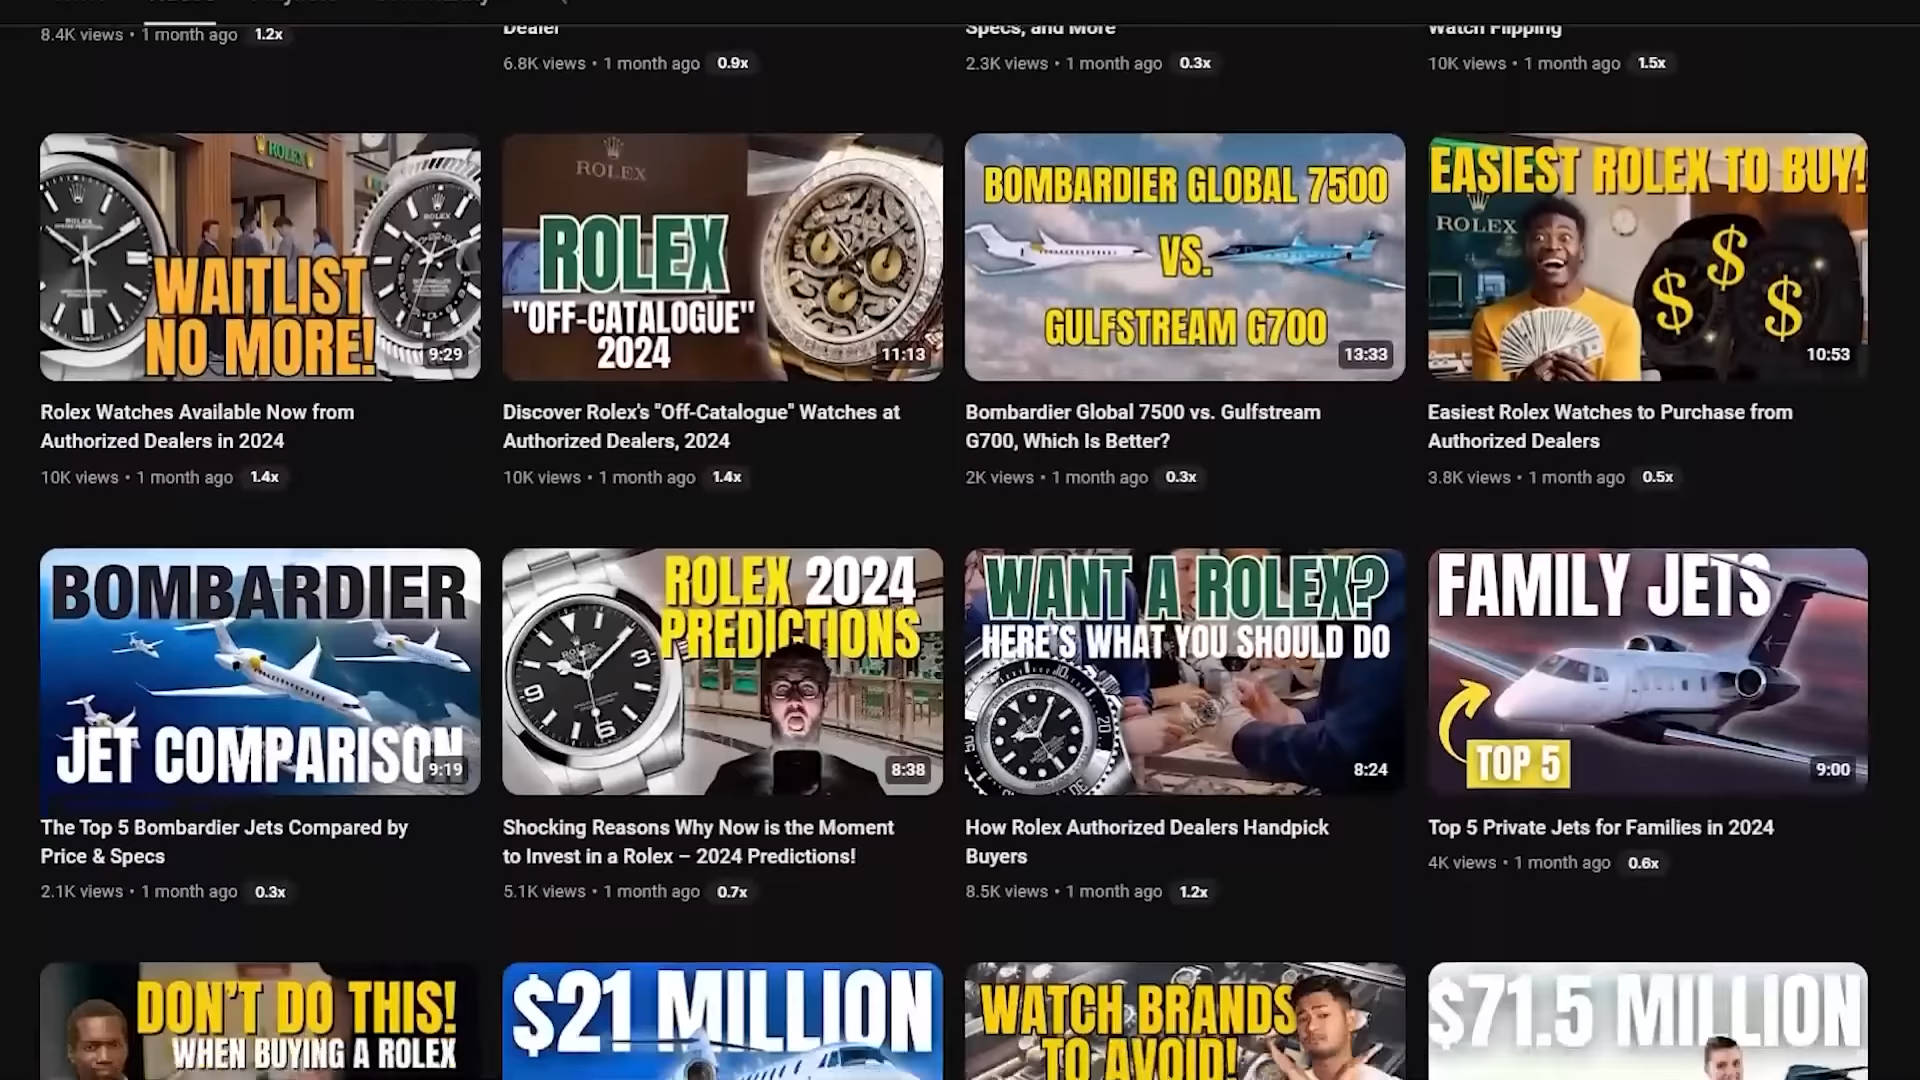 8.4K views • 1 month ago 1.2x
Dealer
6.8K views • 1 month ago 0.9x
Specs, and More
2.3K views • 1 month ago 0.3x
Watch Flipping
10K views • 1 month ago 1.5x
ROLEX
WAITLIST
NO MORE!
9:29
Rolex Watches Available Now from
Authorized Dealers in 2024
10K views • 1 month ago 1.4x
ROLEX
ROLEX
"OFF-CATALOGUE"
2024
11:13
Discover Rolex's "Off-Catalogue" Watches at
Authorized Dealers, 2024
10K views • 1 month ago 1.4x
BOMBARDIER GLOBAL 7500
VS.
GULFSTREAM G700
13:33
Bombardier Global 7500 vs. Gulfstream
G700, Which Is Better?
2K views • 1 month ago 0.3x
EASIEST ROLEX TO BUY!
ROLEX
$ $ $
10:53
Easiest Rolex Watches to Purchase from
Authorized Dealers
3.8K views • 1 month ago 0.5x
BOMBARDIER
JET COMPARISON
9:19
The Top 5 Bombardier Jets Compared by
Price & Specs
2.1K views • 1 month ago 0.3x
ROLEX 2024
PREDICTIONS
3
9
6
8:38
Shocking Reasons Why Now is the Moment
to Invest in a Rolex – 2024 Predictions!
5.1K views • 1 month ago 0.7x
WANT A ROLEX?
HERE'S WHAT YOU SHOULD DO
8:24
How Rolex Authorized Dealers Handpick
Buyers
8.5K views • 1 month ago 1.2x
FAMILY JETS
TOP 5
9:00
Top 5 Private Jets for Families in 2024
4K views • 1 month ago 0.6x
DON'T DO THIS!
WHEN BUYING A ROLEX
$21 MILLION
WATCH BRANDS
TO AVOID!
$71.5 MILLION